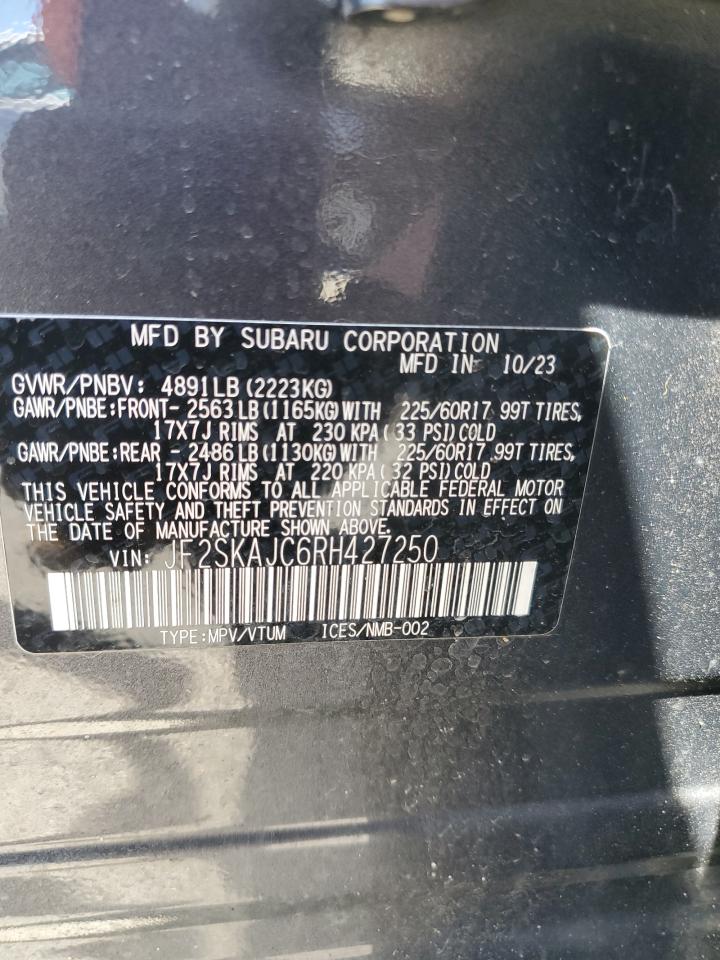 MFD BY SUBARU CORPORATION
MFD IN 10/23
GVWR/PNBV: 4891LB (2223KG)
GAWR/PNBE:FRONT- 2563 LB (1165KG) WITH 225/60R17 99T TIRES,
17X7J RIMS AT 230 KPA ( 33 PSI) COLD
GAWR/PNBE:REAR - 2486 LB (1130KG) WITH 225/60R17 99T TIRES,
17X7J RIMS AT 220 KPA ( 32 PSI) COLD
THIS VEHICLE CONFORMS TO ALL APPLICABLE FEDERAL MOTOR
VEHICLE SAFETY AND THEFT PREVENTION STANDARDS IN EFFECT ON
THE DATE OF MANUFACTURE SHOWN ABOVE.
VIN: JF2SKAJC6RH427250
TYPE:MPV/VTUM ICES/NMB-002